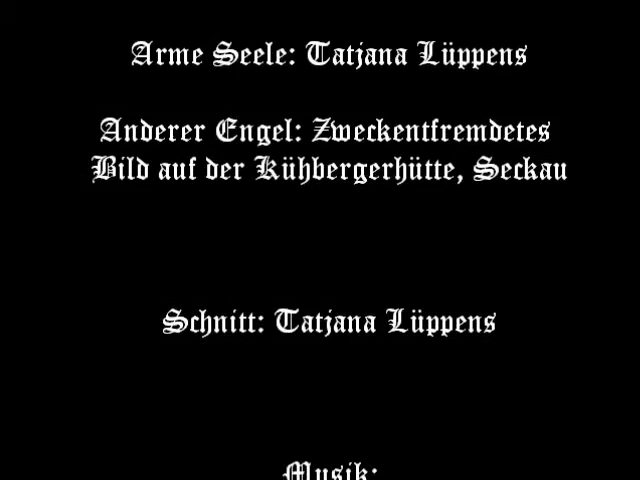 Arme Seele: Tatjana Lüppens
Anderer Engel: Zweckentfremdetes
Bild auf der Kühbergerhütte, Seckau
Schnitt: Tatjana Lüppens
Musik: